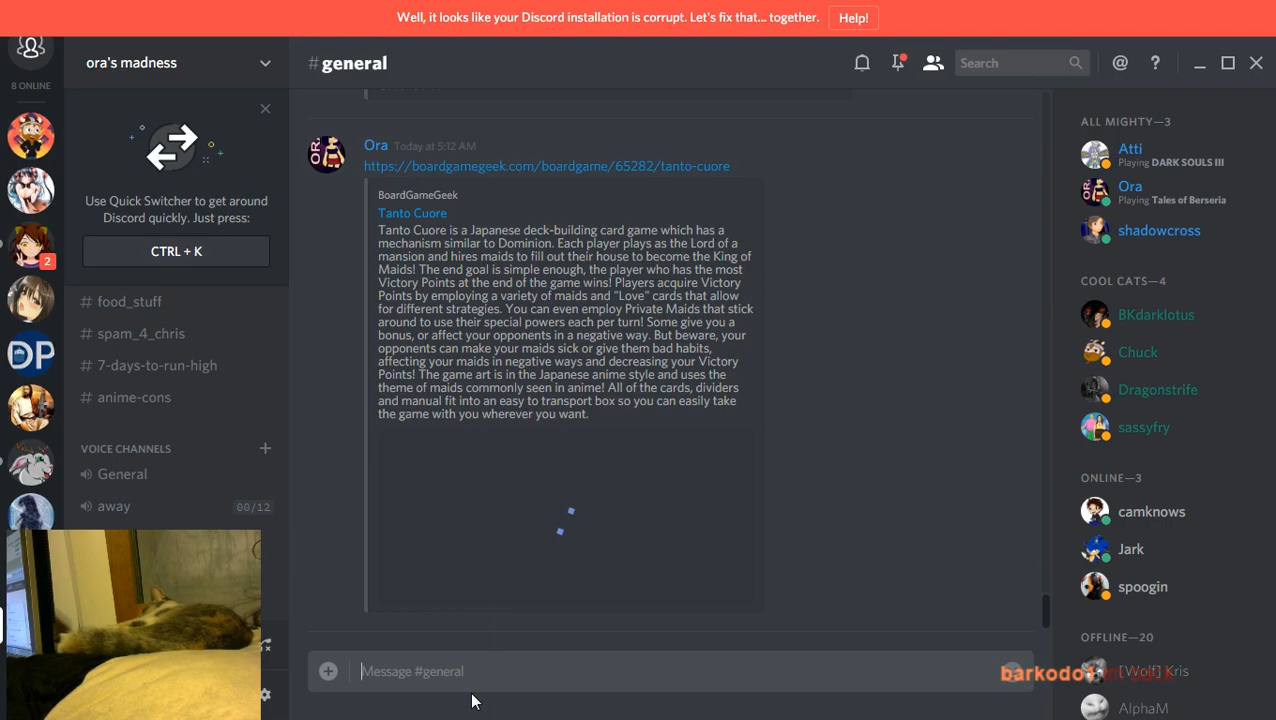 Well, it looks like your Discord installation is corrupt. Let's fix that... together.
Help!
8 ONLINE
2
DP
ora's madness
Use Quick Switcher to get around
Discord quickly. Just press:
CTRL + K
# food_stuff
# spam_4_chris
# 7-days-to-run-high
# anime-cons
VOICE CHANNELS
General
away
00/12
#general
Search
@
?
Ora Today at 5:12 AM
https://boardgamegeek.com/boardgame/65282/tanto-cuore
BoardGameGeek
Tanto Cuore
Tanto Cuore is a Japanese deck-building card game which has a
mechanism similar to Dominion. Each player plays as the Lord of a
mansion and hires maids to fill out their house to become the King of
Maids! The end goal is simple enough, the player who has the most
Victory Points at the end of the game wins! Players acquire Victory
Points by employing a variety of maids and "Love" cards that allow
for different strategies. You can even employ Private Maids that stick
around to use their special powers each per turn! Some give you a
bonus, or affect your opponents in a negative way. But beware, your
opponents can make your maids sick or give them bad habits,
affecting your maids in negative ways and decreasing your Victory
Points! The game art is in the Japanese anime style and uses the
theme of maids commonly seen in anime! All of the cards, dividers
and manual fit into an easy to transport box so you can easily take
the game with you wherever you want.
Message #general
ALL MIGHTY—3
Atti
Playing DARK SOULS III
Ora
Playing Tales of Berseria
shadowcross
COOL CATS—4
BKdarklotus
Chuck
Dragonstrife
sassyfry
ONLINE—3
camknows
Jark
spoogin
OFFLINE—20
[Wolf] Kris
AlphaM